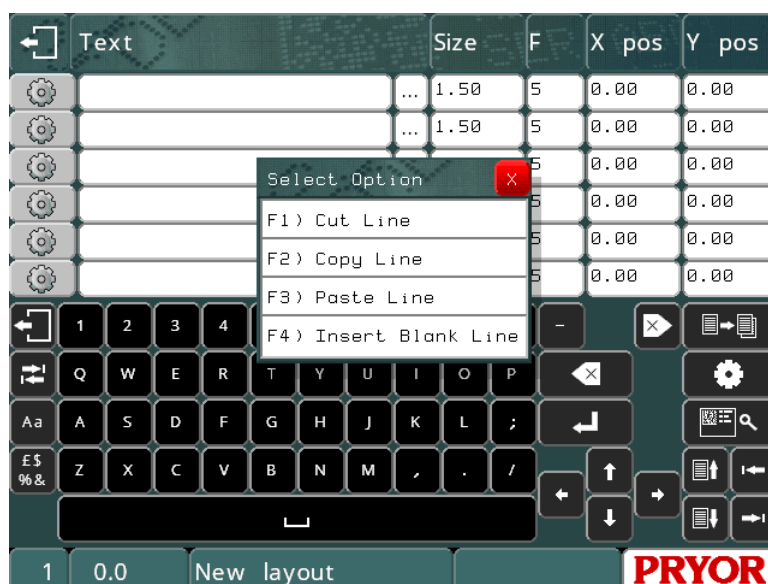 Text Size F X pos Y pos
... 1.50 5 0.00 0.00
... 1.50 5 0.00 0.00
5 0.00 0.00
5 0.00 0.00
5 0.00 0.00
5 0.00 0.00
Select Option X
F1) Cut Line
F2) Copy Line
F3) Paste Line
F4) Insert Blank Line
1 2 3 4 -
Q W E R T Y U I O P
Aa A S D F G H J K L ;
£$
%& Z X C V B N M , . /
1 0.0 New layout PRYOR